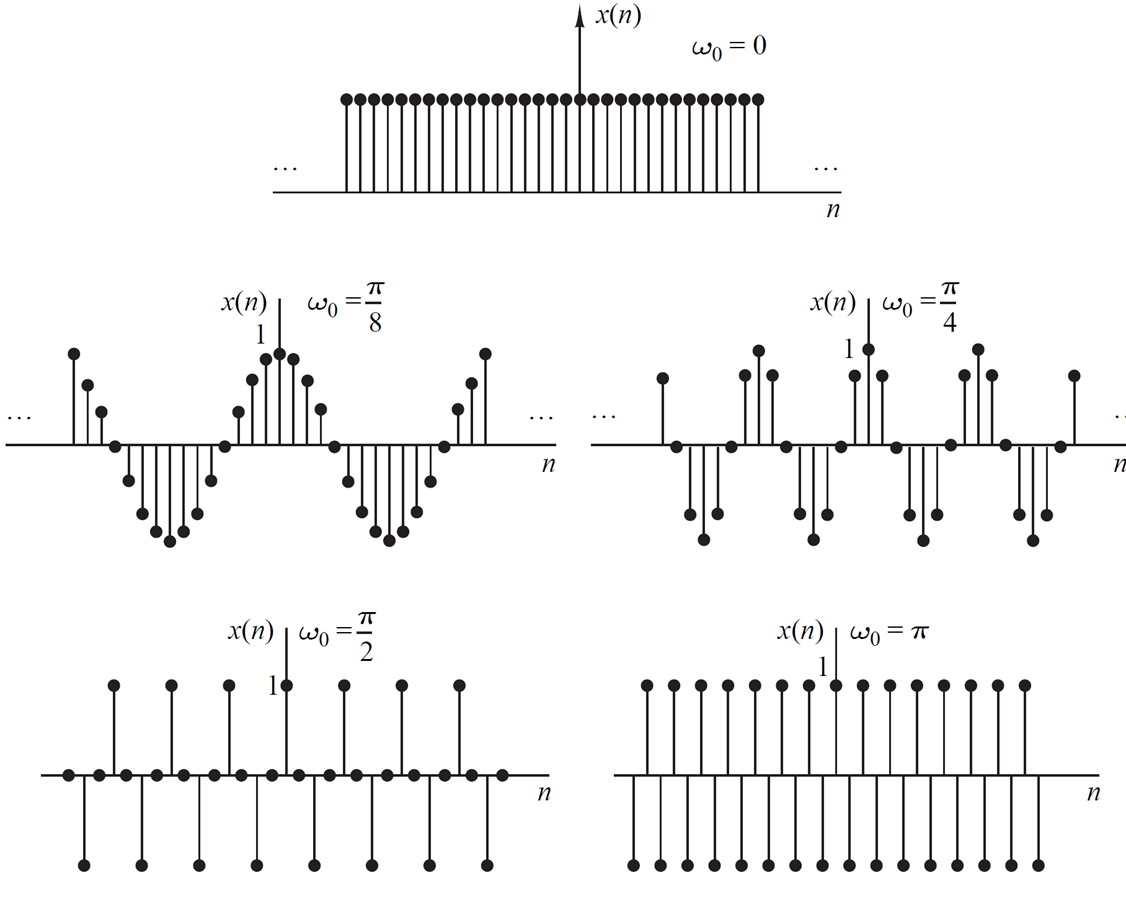 x(n)
ω₀ = 0
... ...
n
x(n) ω₀ = π/8
1
... ...
n
x(n) ω₀ = π/4
1
... ..
n
x(n) ω₀ = π/2
1
n
x(n) ω₀ = π
1
n